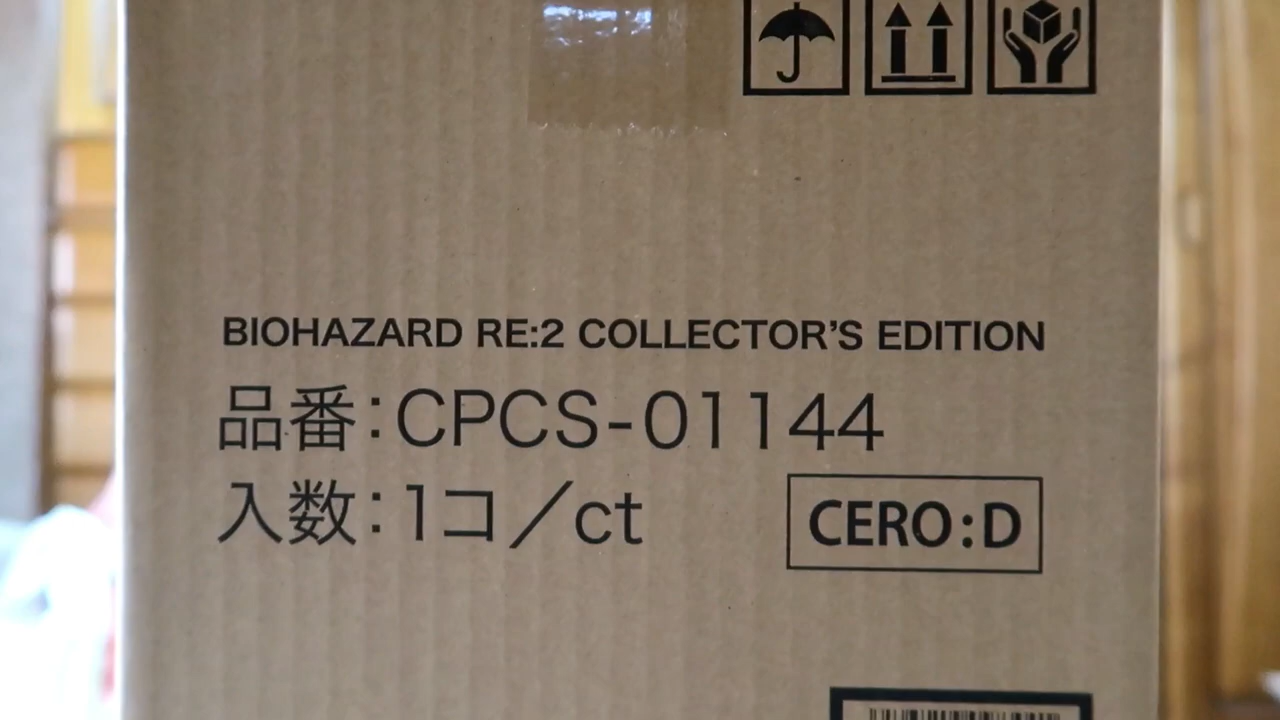 BIOHAZARD RE:2 COLLECTOR’S EDITION
品番:CPCS-01144
入数:1コ／ct
CERO:D